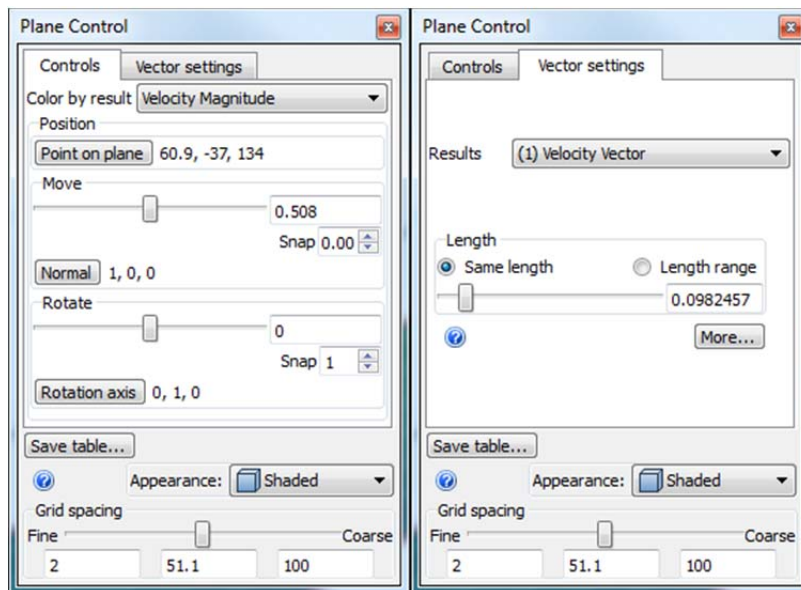 Plane Control
Controls Vector settings
Color by result Velocity Magnitude
Position
Point on plane 60.9, -37, 134
Move
0.508
Snap 0.00
Normal 1, 0, 0
Rotate
0
Snap 1
Rotation axis 0, 1, 0
Save table...
Appearance: Shaded
Grid spacing
Fine Coarse
2 51.1 100
Plane Control
Controls Vector settings
Results (1) Velocity Vector
Length
Same length Length range
0.0982457
More...
Save table...
Appearance: Shaded
Grid spacing
Fine Coarse
2 51.1 100